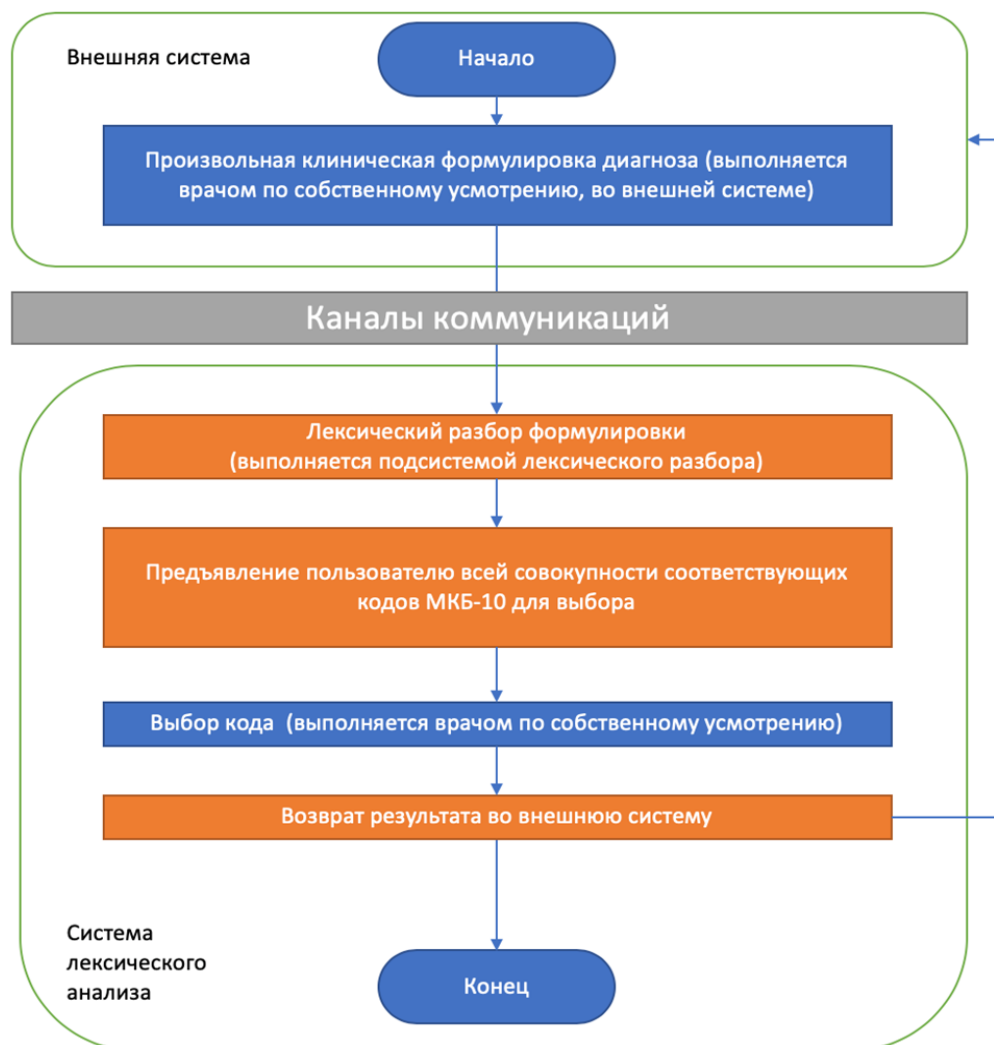 Внешняя система
Начало
Произвольная клиническая формулировка диагноза (выполняется
врачом по собственному усмотрению, во внешней системе)
Каналы коммуникаций
Лексический разбор формулировки
(выполняется подсистемой лексического разбора)
Предъявление пользователю всей совокупности соответствующих
кодов МКБ-10 для выбора
Выбор кода  (выполняется врачом по собственному усмотрению)
Возврат результата во внешнюю систему
Система
лексического
анализа
Конец